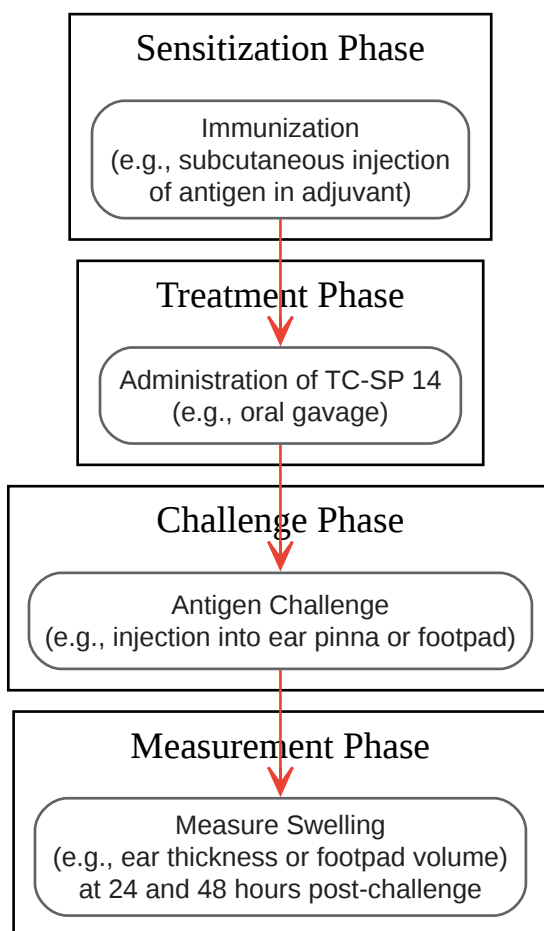 Sensitization Phase
Immunization
(e.g., subcutaneous injection
of antigen in adjuvant)
Treatment Phase
Administration of TC-SP 14
(e.g., oral gavage)
Challenge Phase
Antigen Challenge
(e.g., injection into ear pinna or footpad)
Measurement Phase
Measure Swelling
(e.g., ear thickness or footpad volume)
at 24 and 48 hours post-challenge